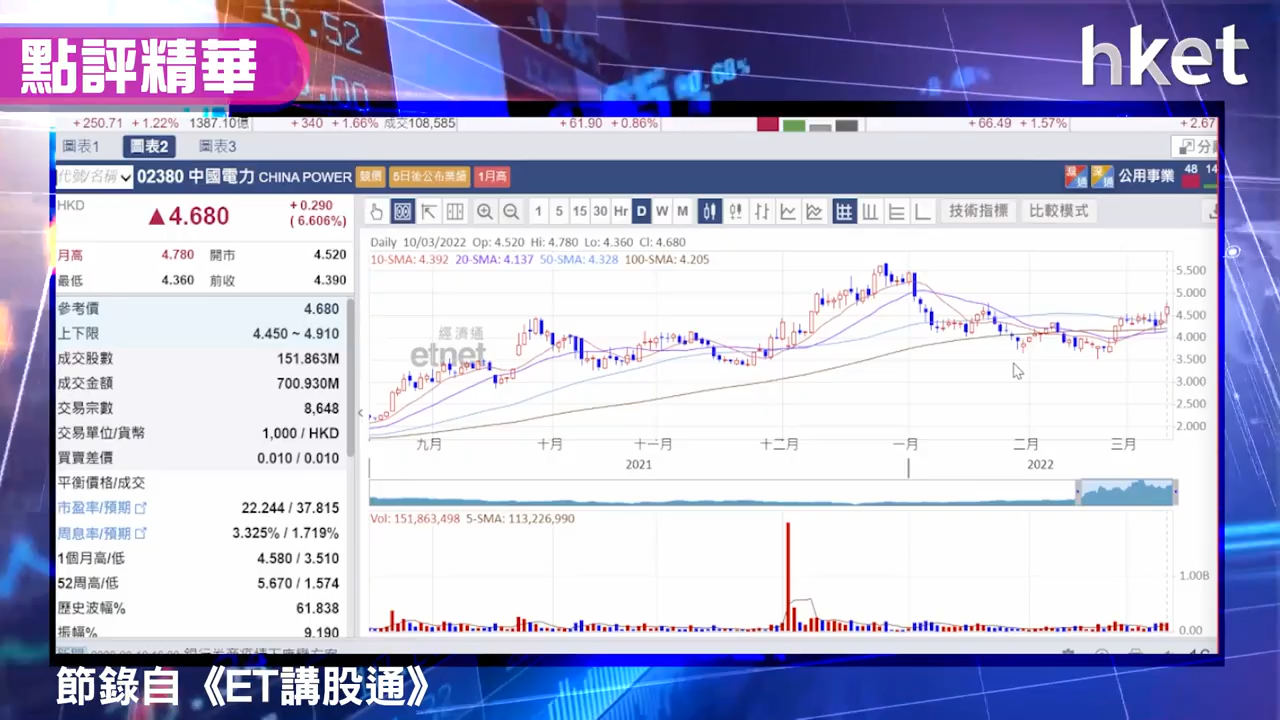 點評精華
hket
+250.71 +1.22% 1387.10億 +340 +1.66% 成交108,585 +61.90 +0.86% +66.49 +1.57% +2.67
圖表1 圖表2 圖表3
代號/名稱 02380 中國電力 CHINA POWER 競價 5日後公布業績 1月高 滬通 深通 公用事業 48 14
HKD ▲4.680 +0.290 (6.606%)
月高 4.780 開市 4.520
最低 4.360 前收 4.390
參考價 4.680
上下限 4.450 ~ 4.910
成交股數 151.863M
成交金額 700.930M
交易宗數 8,648
交易單位/貨幣 1,000 / HKD
買賣差價 0.010 / 0.010
平衡價格/成交
市盈率/預期 22.244 / 37.815
周息率/預期 3.325% / 1.719%
1個月高/低 4.580 / 3.510
52周高/低 5.670 / 1.574
歷史波幅% 61.838
振幅% 9.190
1 5 15 30 Hr D W M 技術指標 比較模式
Daily 10/03/2022 Op: 4.520 Hi: 4.780 Lo: 4.360 Cl: 4.680
10-SMA: 4.392 20-SMA: 4.137 50-SMA: 4.328 100-SMA: 4.205
經濟通
etnet
5.500
5.000
4.500
4.000
3.500
3.000
2.500
2.000
九月 十月 十一月 十二月 一月 二月 三月
2021 2022
Vol: 151,863,498 5-SMA: 113,226,990
1.00B
0.00
節錄自《ET講股通》